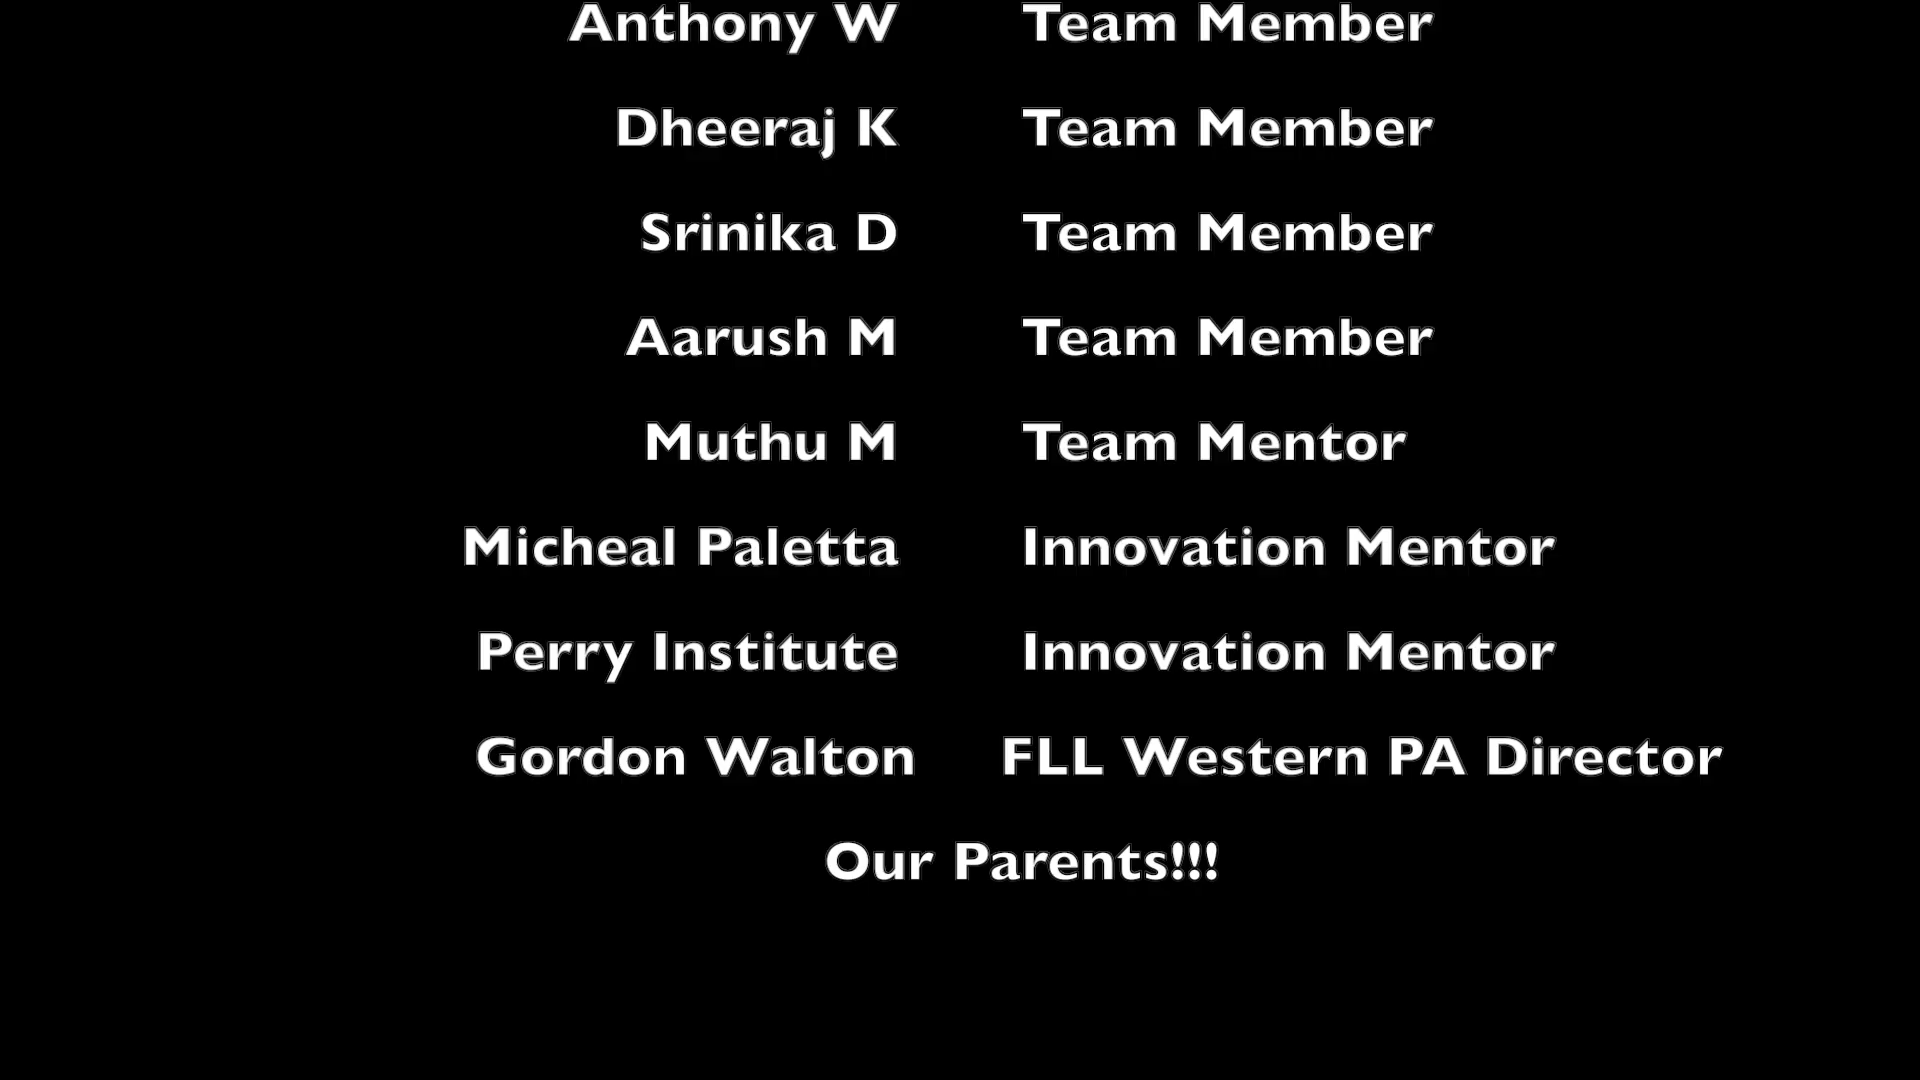 Anthony W Team Member
Dheeraj K Team Member
Srinika D Team Member
Aarush M Team Member
Muthu M Team Mentor
Micheal Paletta Innovation Mentor
Perry Institute Innovation Mentor
Gordon Walton FLL Western PA Director
Our Parents!!!